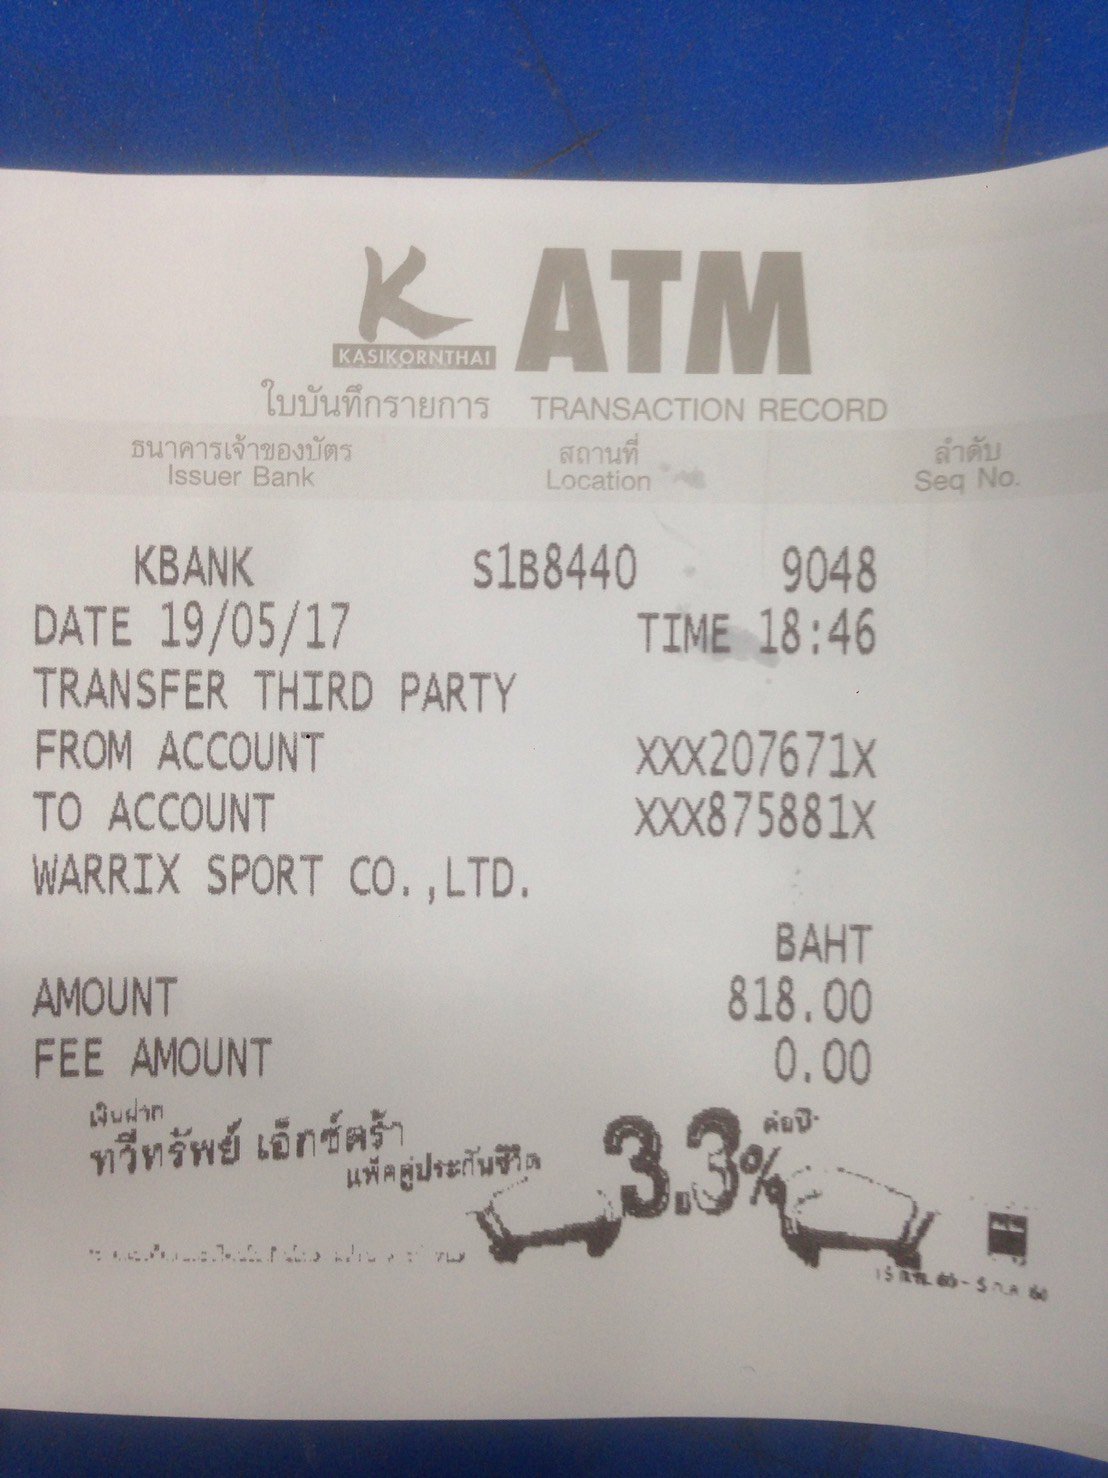 K ATM
KASIKORNTHAI
ใบบันทึกรายการ TRANSACTION RECORD
ธนาคารเจ้าของบัตร สถานที่ ลำดับ
Issuer Bank Location Seq No.
KBANK S1B8440 9048
DATE 19/05/17 TIME 18:46
TRANSFER THIRD PARTY
FROM ACCOUNT XXX207671X
TO ACCOUNT XXX875881X
WARRIX SPORT CO.,LTD.
BAHT
AMOUNT 818.00
FEE AMOUNT 0.00
เงินฝาก
ทวีทรัพย์ เอ็กซ์ตร้า 3.3% ต่อปี
แพ็คคู่ประกันชีวิต